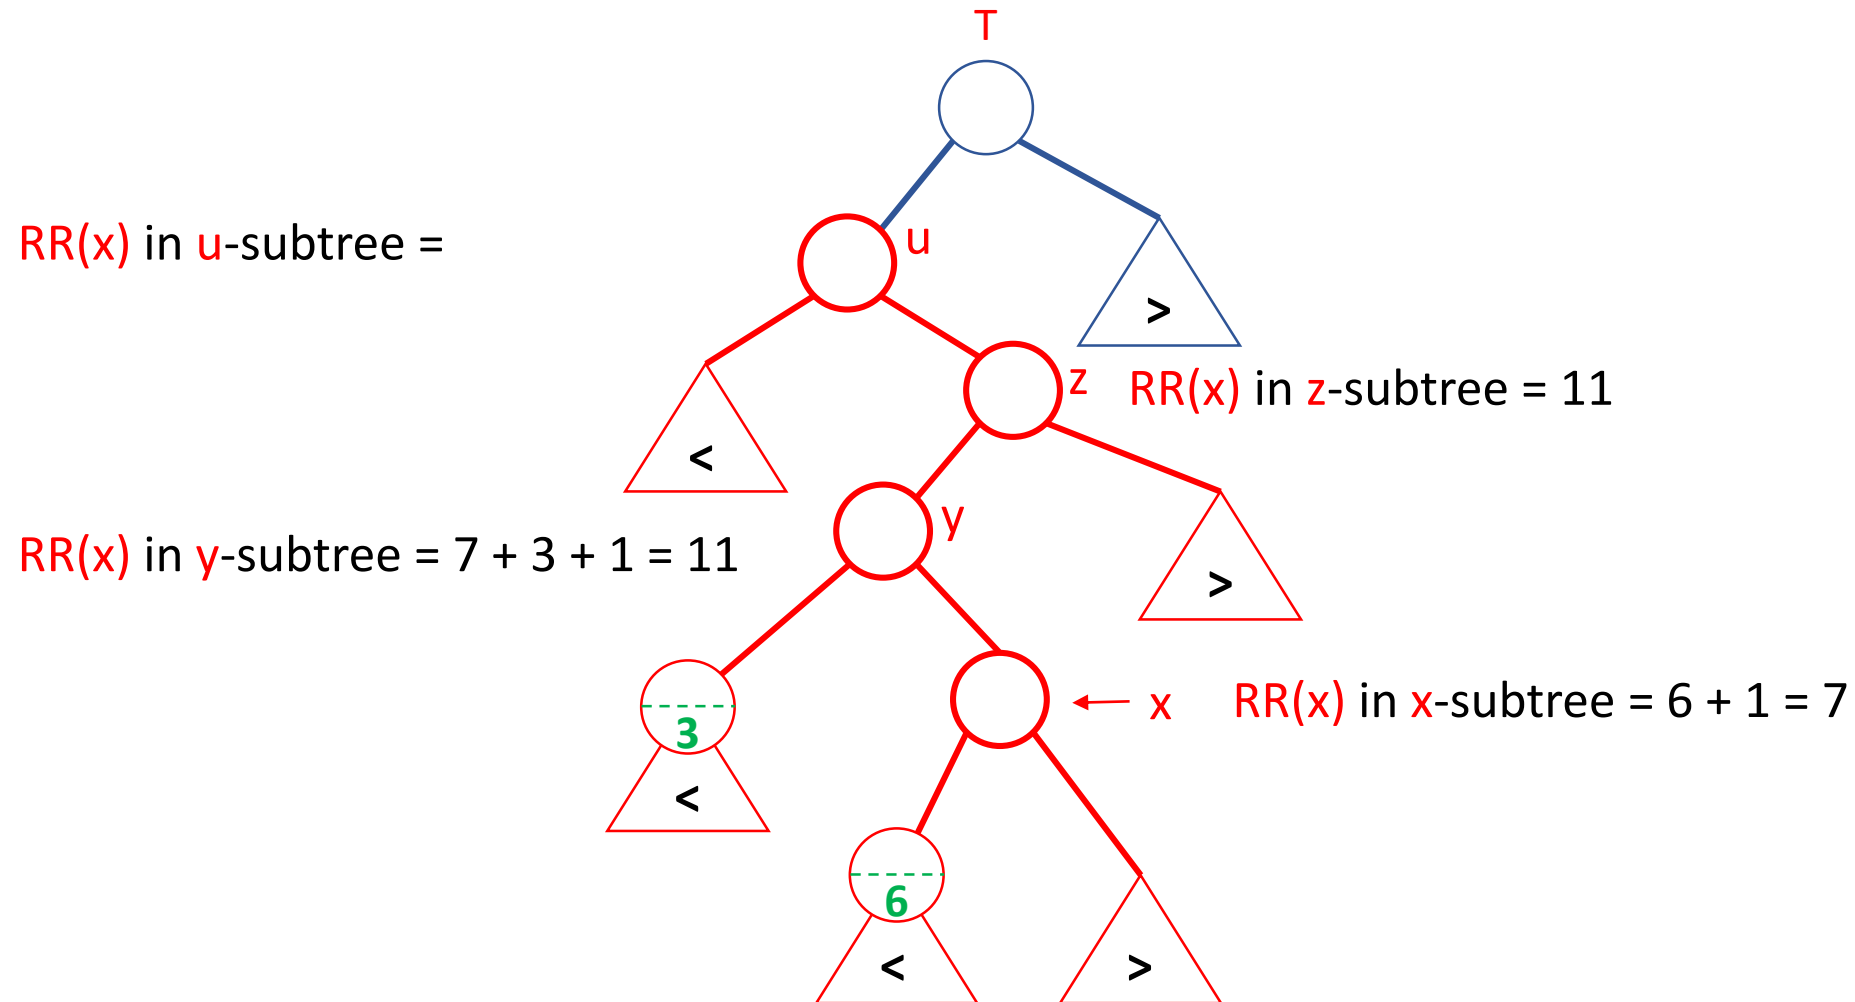 T
RR(x) in u-subtree =
u
>
z
RR(x) in z-subtree = 11
<
y
RR(x) in y-subtree = 7 + 3 + 1 = 11
>
x
RR(x) in x-subtree = 6 + 1 = 7
3
<
6
<
>